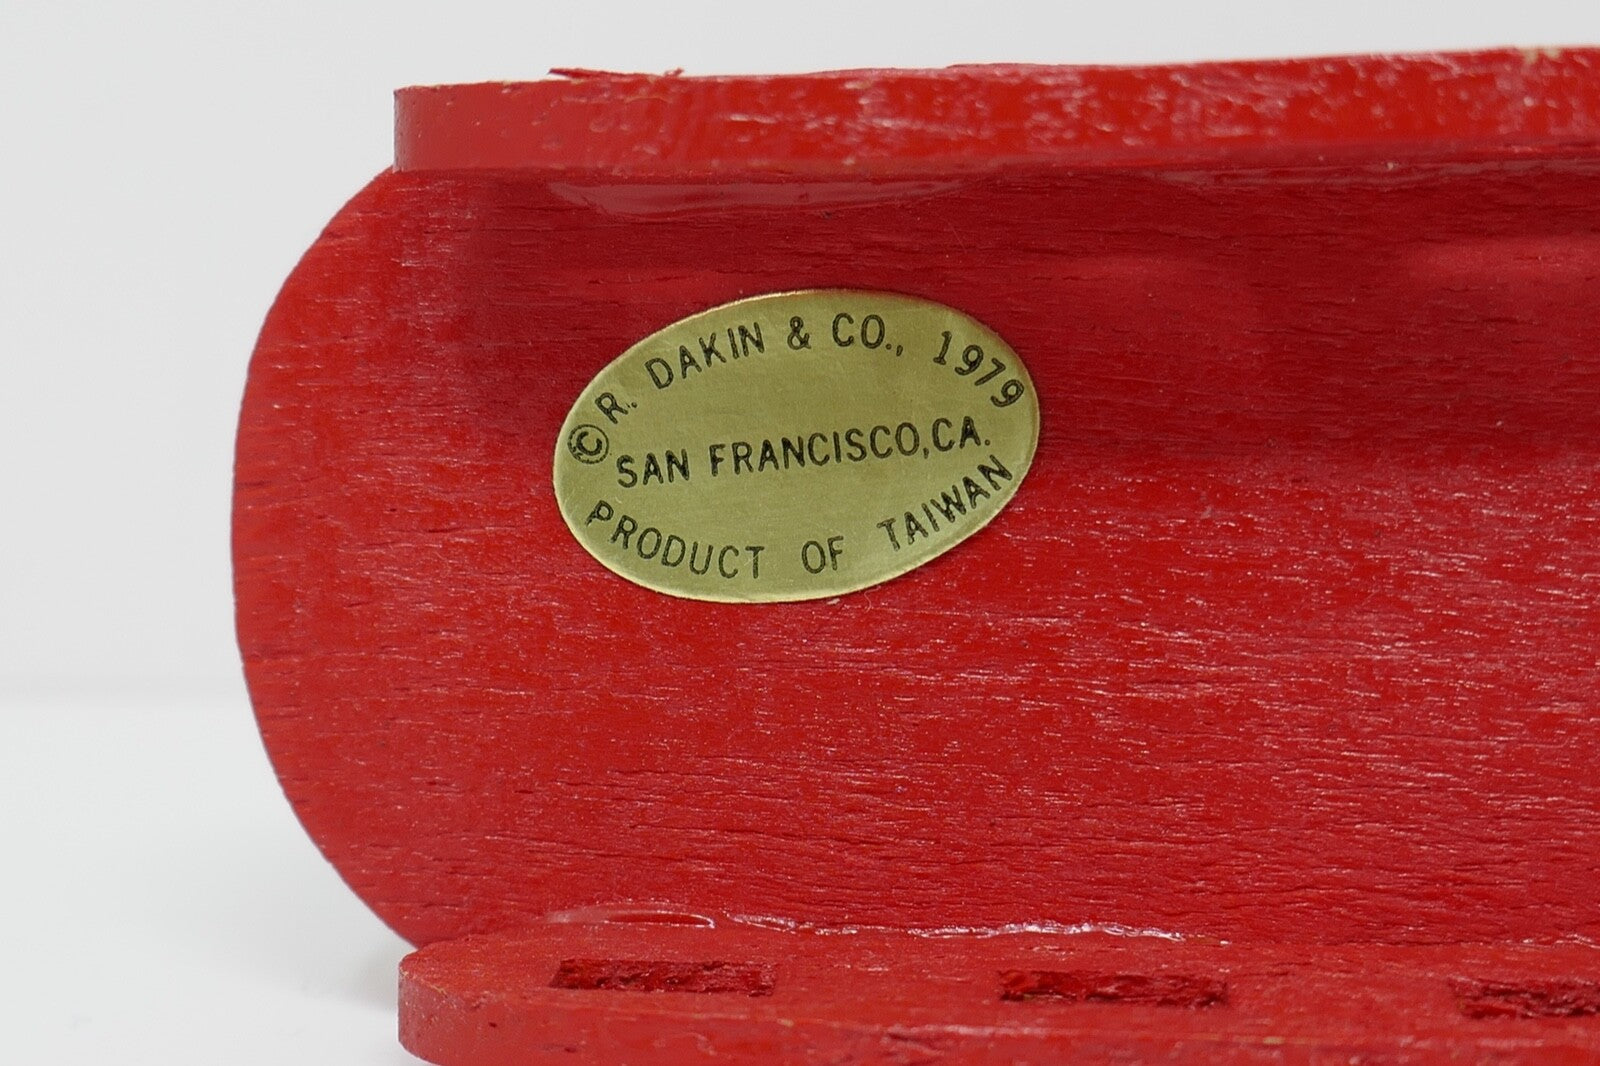 © R. DAKIN & CO., 1979
SAN FRANCISCO, CA.
PRODUCT OF TAIWAN